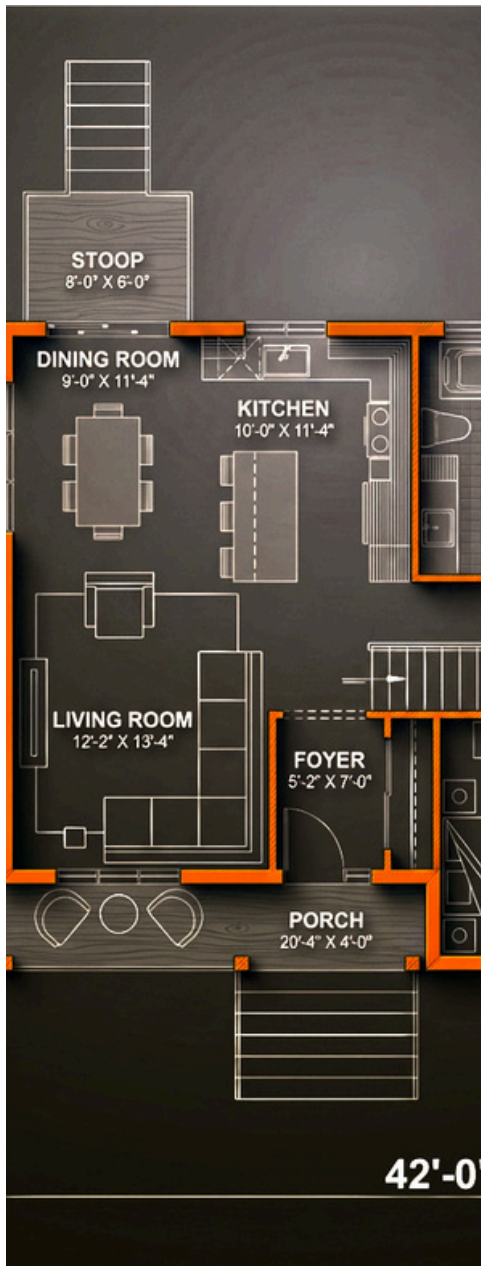 STOOP
8'-0" X 6'-0"
DINING ROOM
9'-0" X 11'-4"
KITCHEN
10'-0" X 11'-4"
LIVING ROOM
12'-2" X 13'-4"
FOYER
5'-2" X 7'-0"
PORCH
20'-4" X 4'-0"
42'-0'